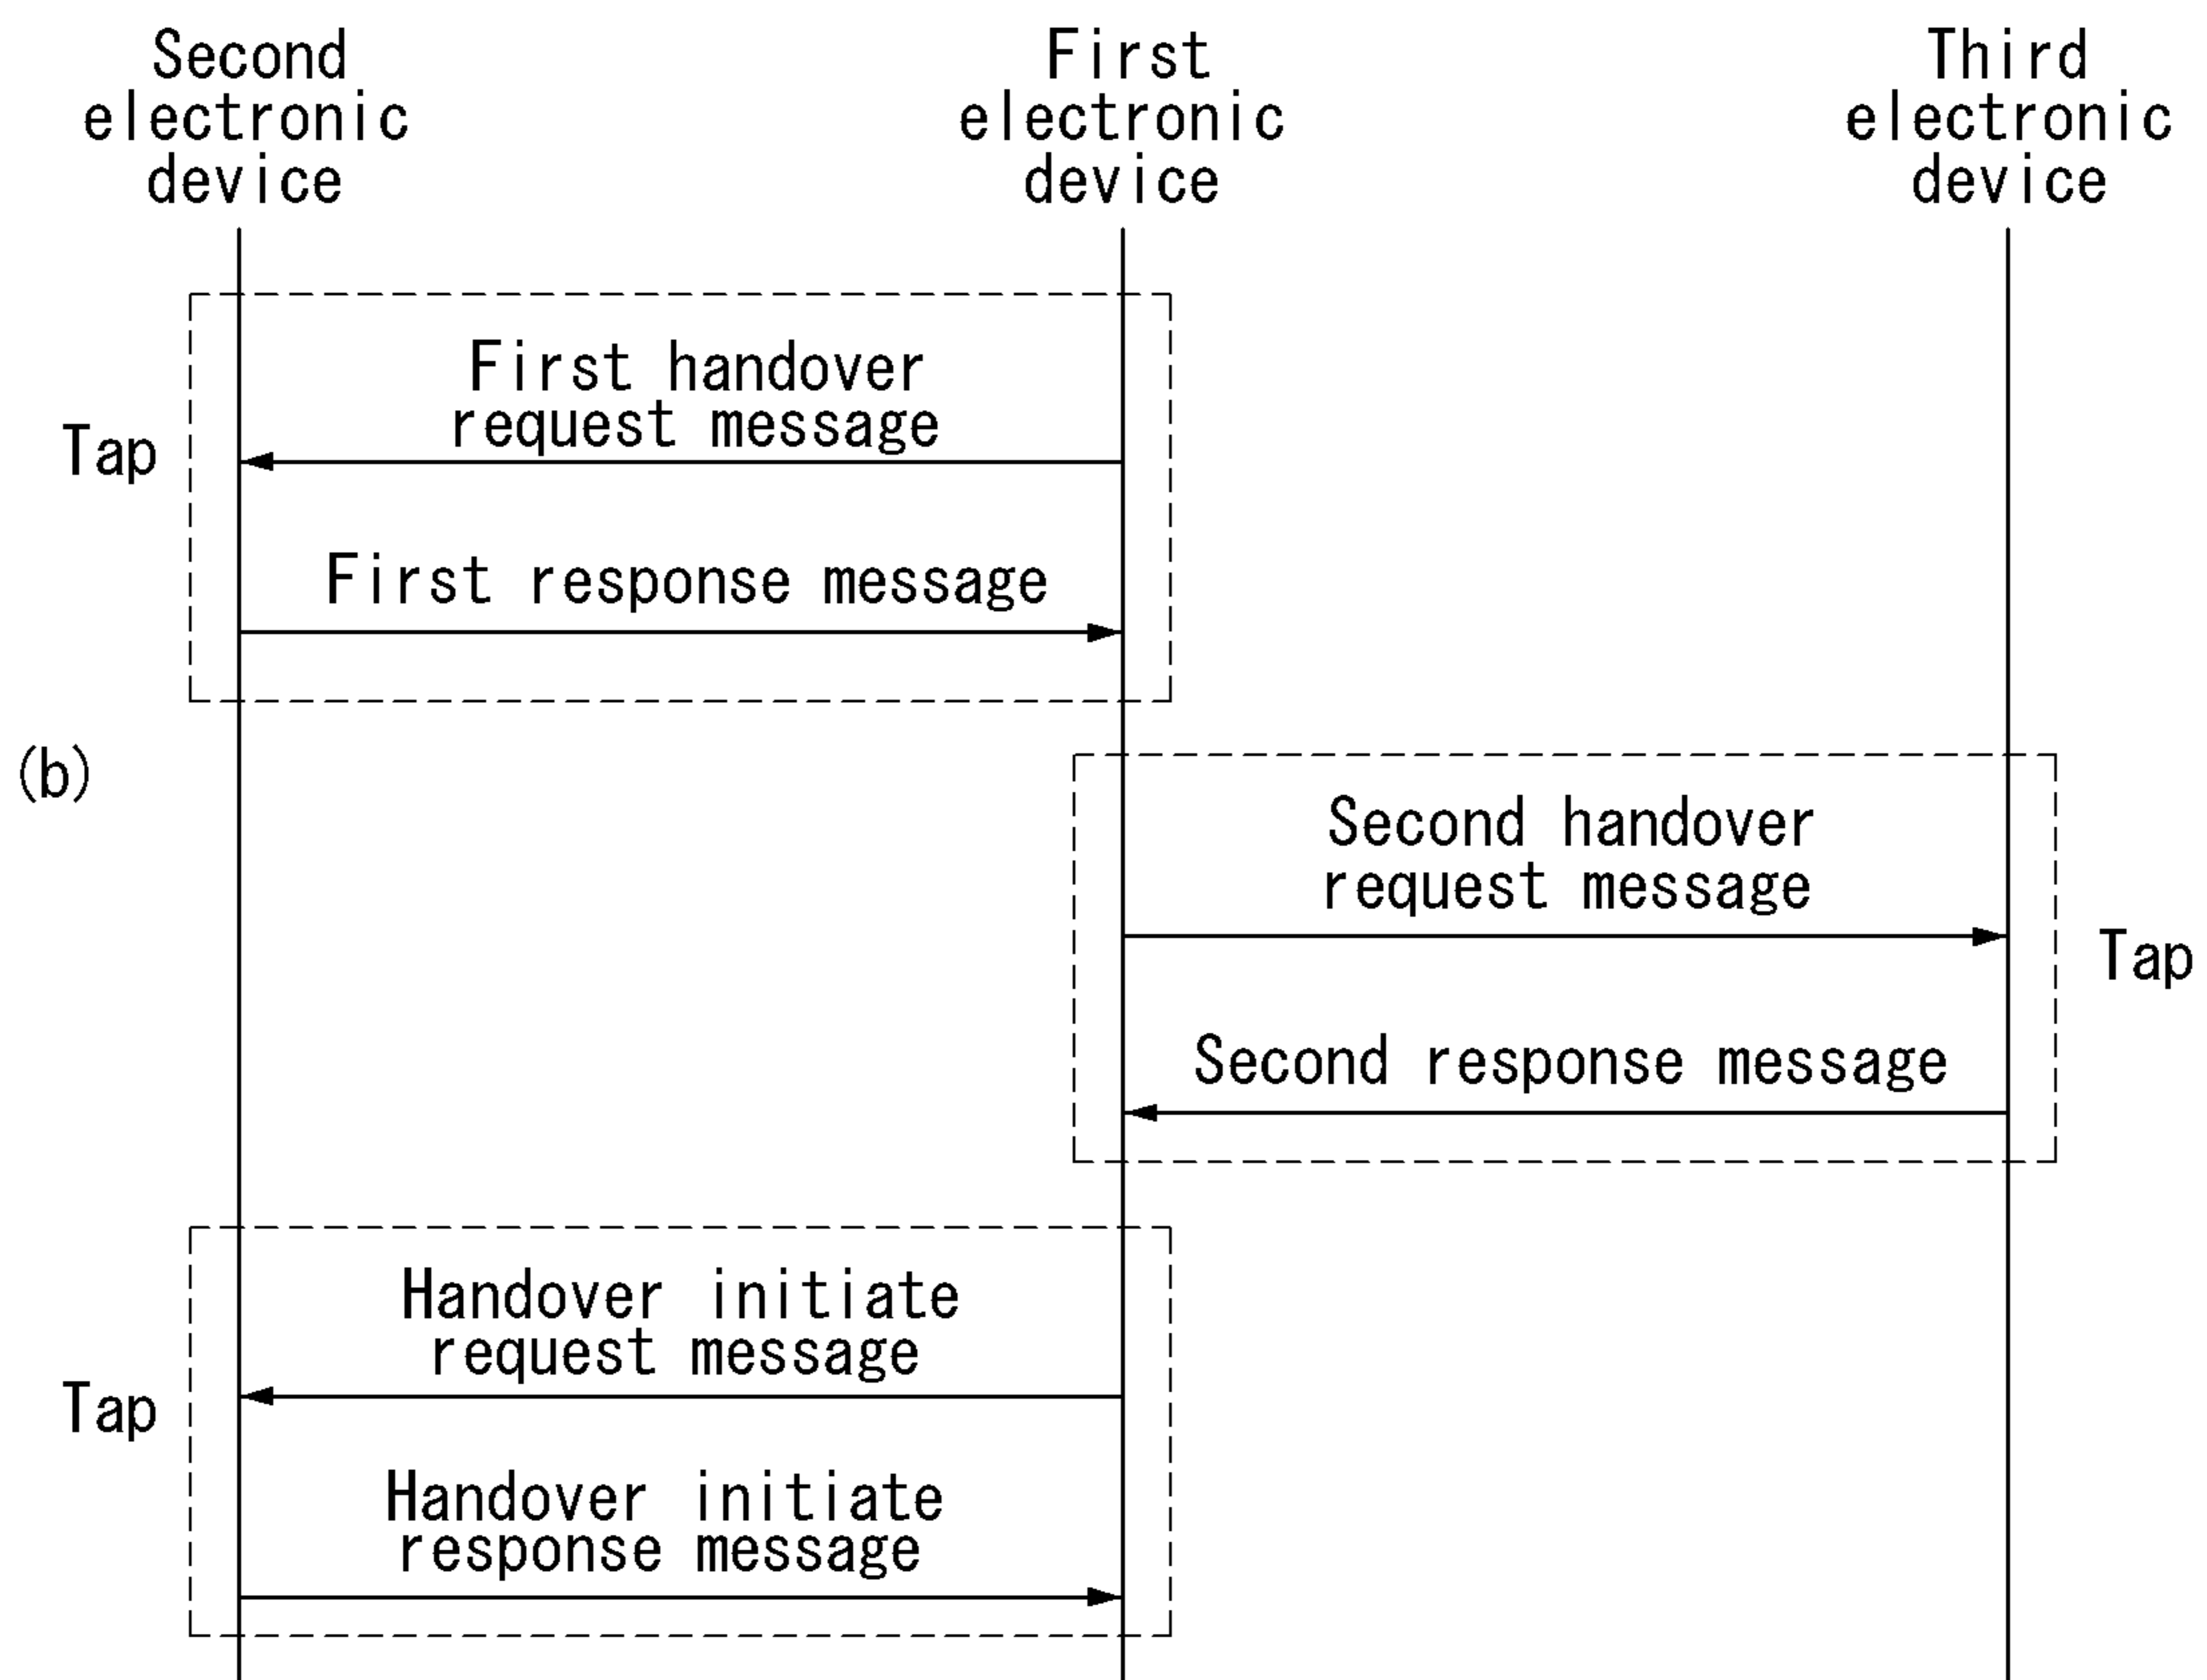 Second
electronic
device
First
electronic
device
Third
electronic
device
First handover
request message
Tap
First response message
(b)
Second handover
request message
Tap
Second response message
Handover initiate
request message
Tap
Handover initiate
response message